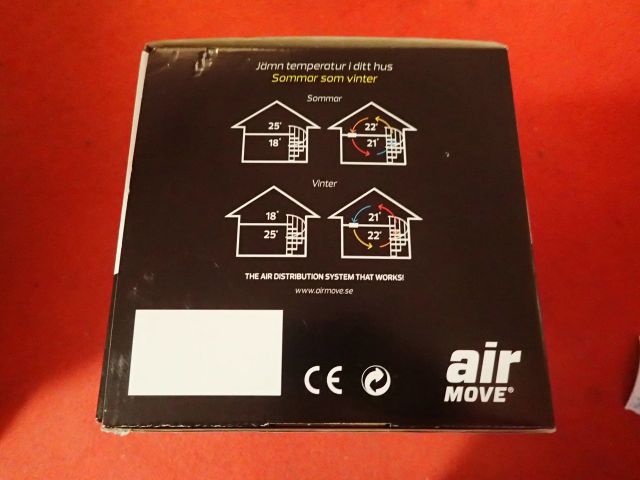 Jämn temperatur i ditt hus
Sommar som vinter
Sommar
25°
18°
22°
21°
Vinter
18°
25°
21°
22°
THE AIR DISTRIBUTION SYSTEM THAT WORKS!
www.airmove.se
CE
air
MOVE®